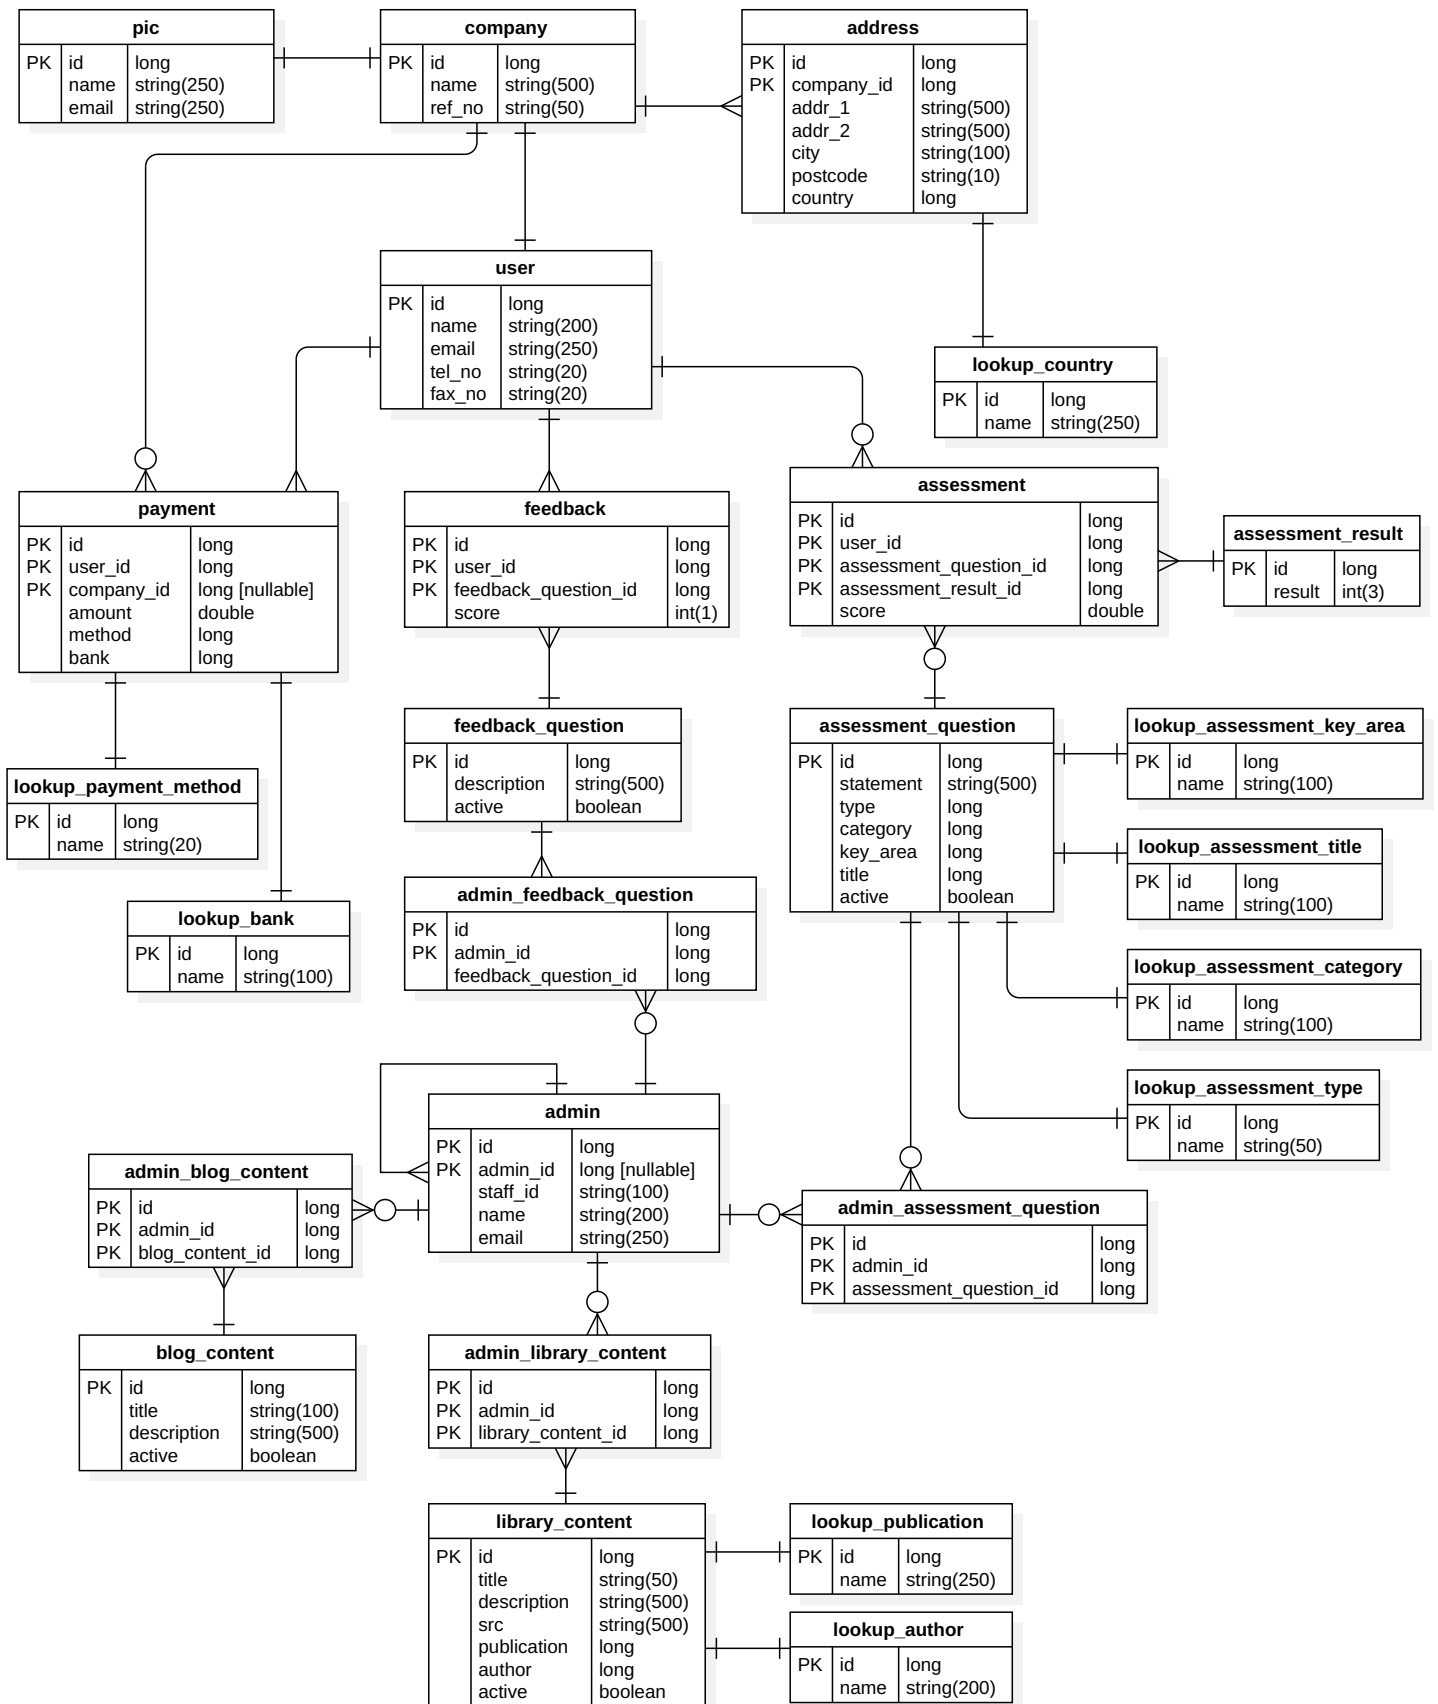 pic
PK id long
name string(250)
email string(250)
company
PK id long
name string(500)
ref_no string(50)
address
PK id long
PK company_id long
addr_1 string(500)
addr_2 string(500)
city string(100)
postcode string(10)
country long
user
PK id long
name string(200)
email string(250)
tel_no string(20)
fax_no string(20)
lookup_country
PK id long
name string(250)
payment
PK id long
PK user_id long
PK company_id long [nullable]
amount double
method long
bank long
feedback
PK id long
PK user_id long
PK feedback_question_id long
score int(1)
assessment
PK id long
PK user_id long
PK assessment_question_id long
PK assessment_result_id long
score double
assessment_result
PK id long
result int(3)
feedback_question
PK id long
description string(500)
active boolean
assessment_question
PK id long
statement string(500)
type long
category long
key_area long
title long
active boolean
lookup_assessment_key_area
PK id long
name string(100)
lookup_payment_method
PK id long
name string(20)
lookup_assessment_title
PK id long
name string(100)
lookup_bank
PK id long
name string(100)
admin_feedback_question
PK id long
PK admin_id long
feedback_question_id long
lookup_assessment_category
PK id long
name string(100)
lookup_assessment_type
PK id long
name string(50)
admin
PK id long
PK admin_id long [nullable]
staff_id string(100)
name string(200)
email string(250)
admin_blog_content
PK id long
PK admin_id long
PK blog_content_id long
admin_assessment_question
PK id long
PK admin_id long
PK assessment_question_id long
blog_content
PK id long
title string(100)
description string(500)
active boolean
admin_library_content
PK id long
PK admin_id long
PK library_content_id long
library_content
PK id long
title string(50)
description string(500)
src string(500)
publication long
author long
active boolean
lookup_publication
PK id long
name string(250)
lookup_author
PK id long
name string(200)